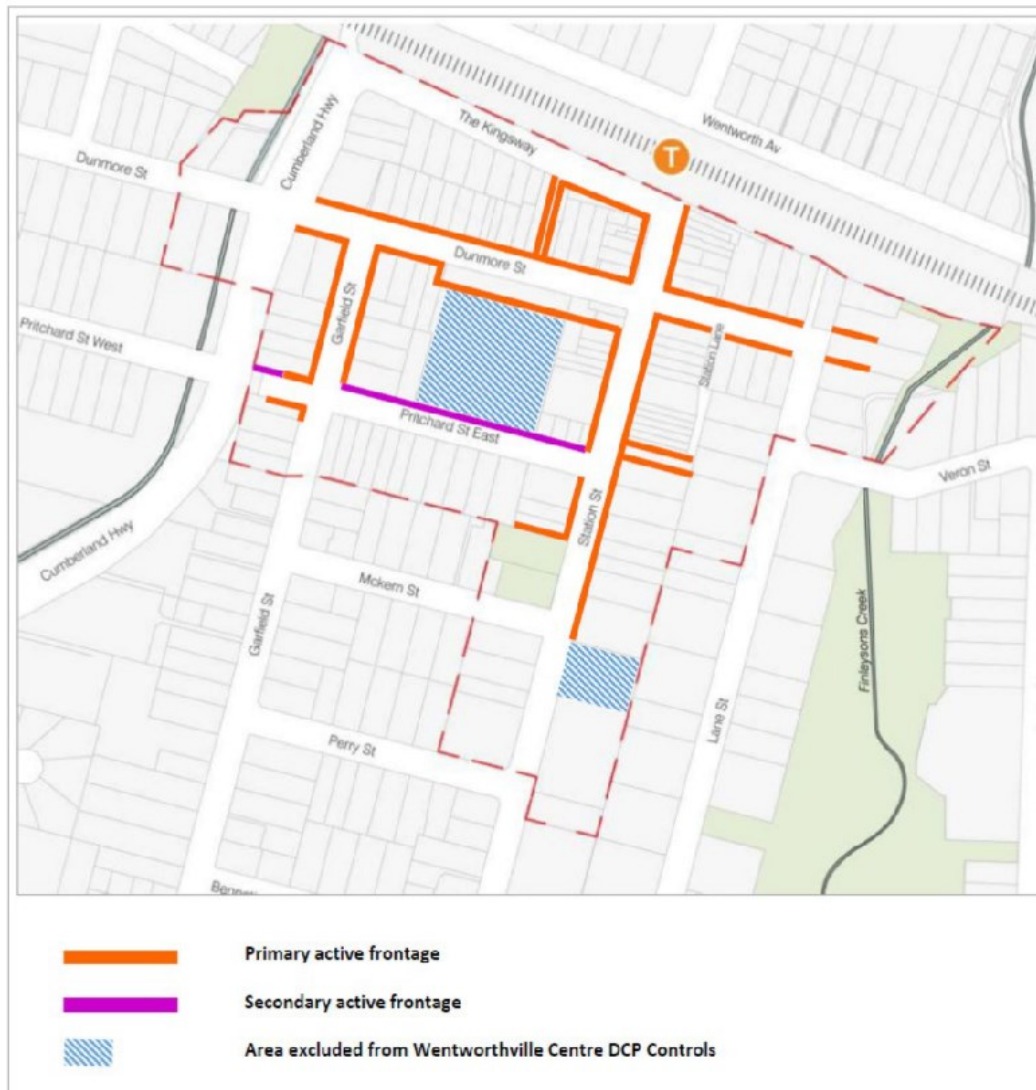 Wentworth Av
The Kingsway
T
Cumberland Hwy
Dunmore St
Dunmore St
Garfield St
Station Lane
Pritchard St West
Pritchard St East
Veron St
Station St
Cumberland Hwy
Mckern St
Garfield St
Finlaysons Creek
Lane St
Perry St
Primary active frontage
Secondary active frontage
Area excluded from Wentworthville Centre DCP Controls